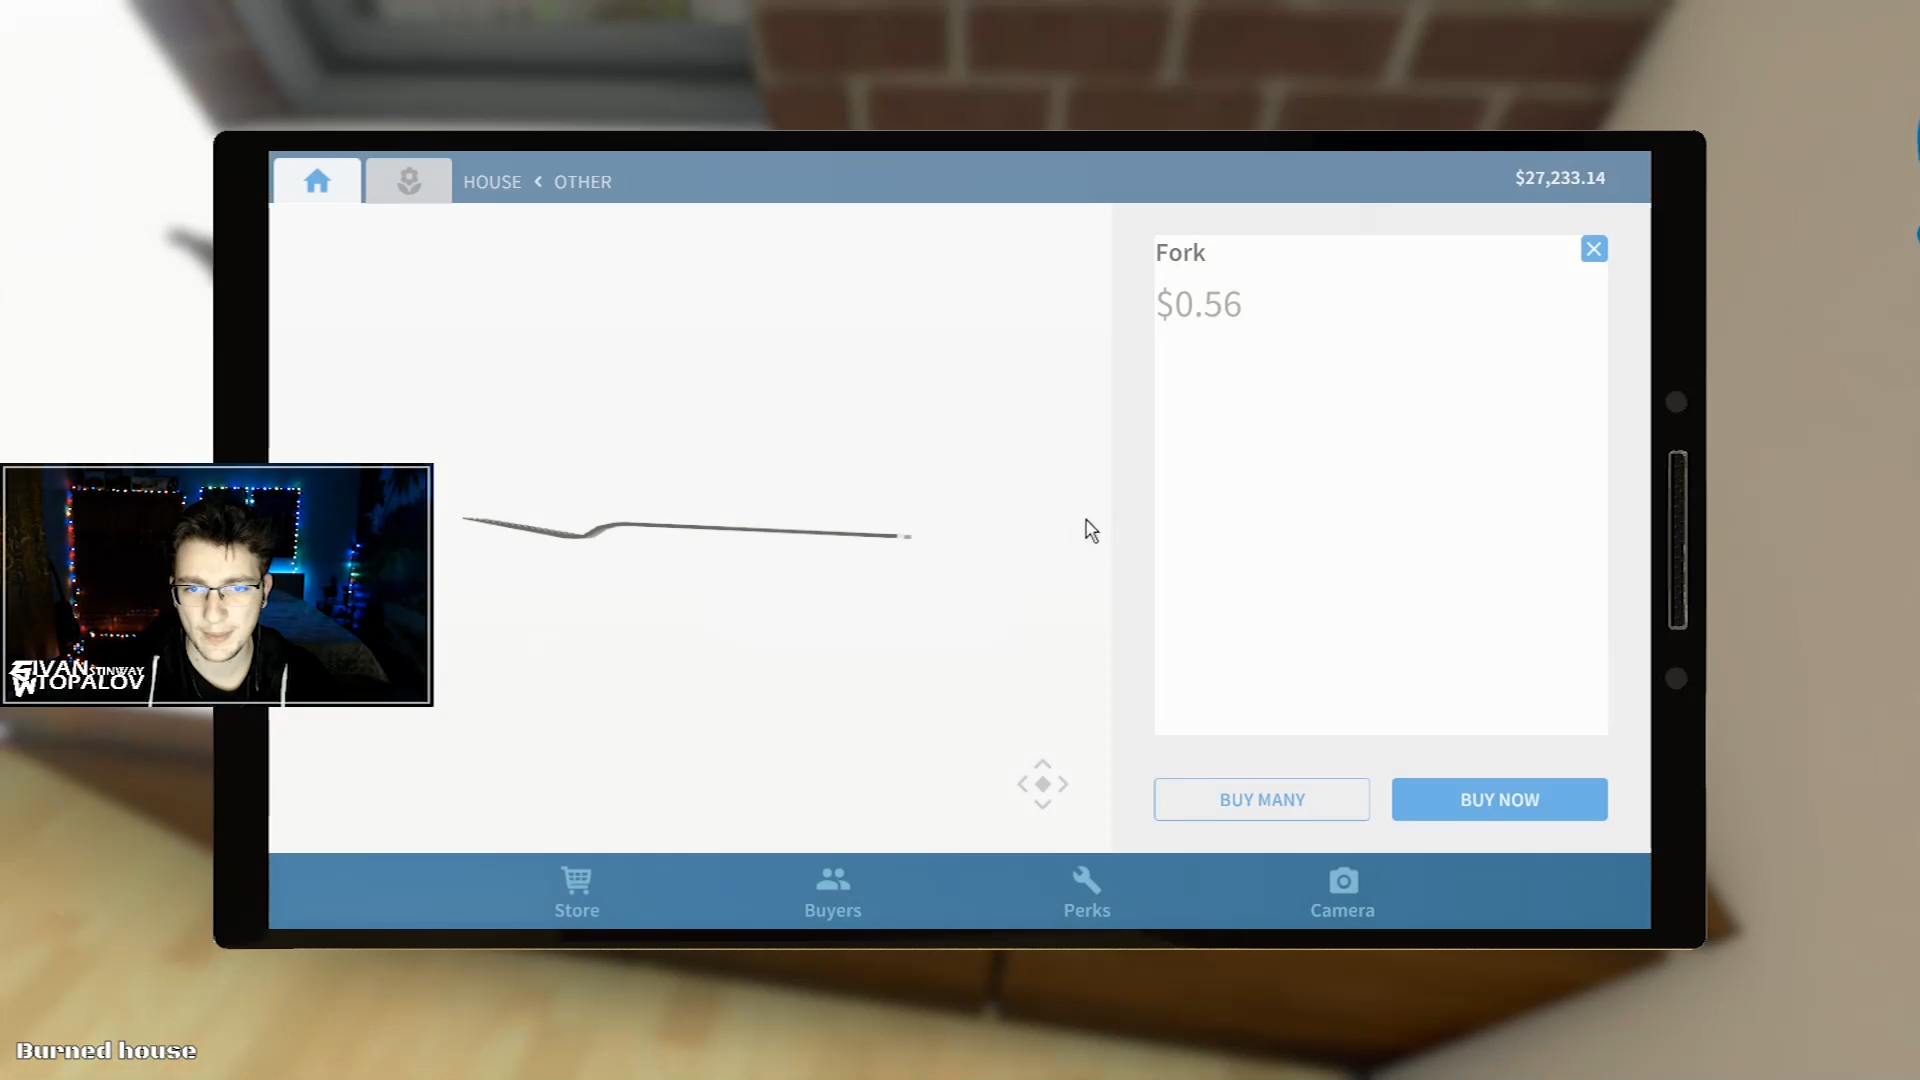 HOUSE < OTHER
$27,233.14
Fork
$0.56
BUY MANY
BUY NOW
Store
Buyers
Perks
Camera
IVAN STINWAY
TOPALOV
Burned house